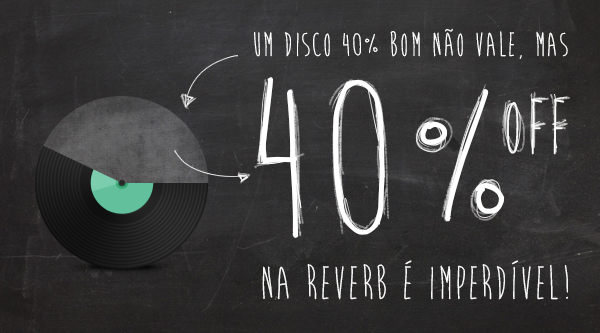 UM DISCO 40% BOM NÃO VALE, MAS
40% OFF
NA REVERB É IMPERDÍVEL!